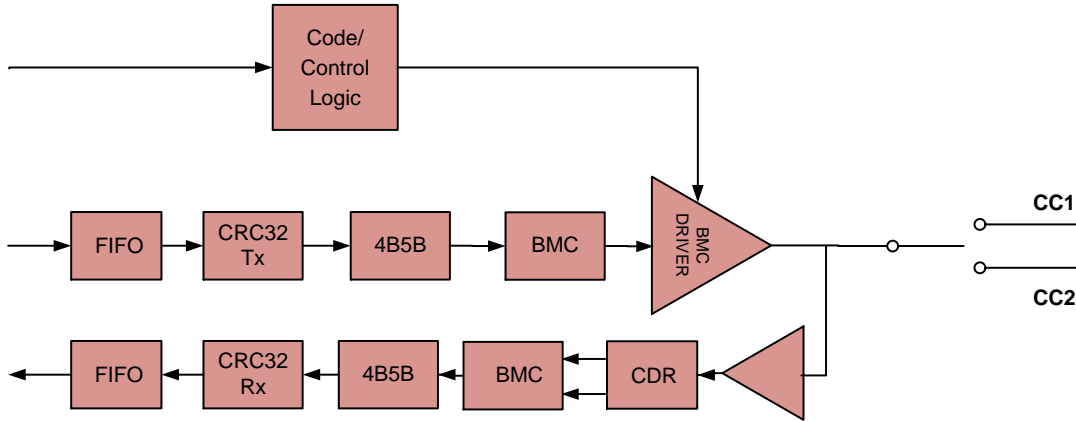 Code/
Control
Logic
FIFO
CRC32
Tx
4B5B
BMC
BMC
DRIVER
CC1
CC2
FIFO
CRC32
Rx
4B5B
BMC
CDR